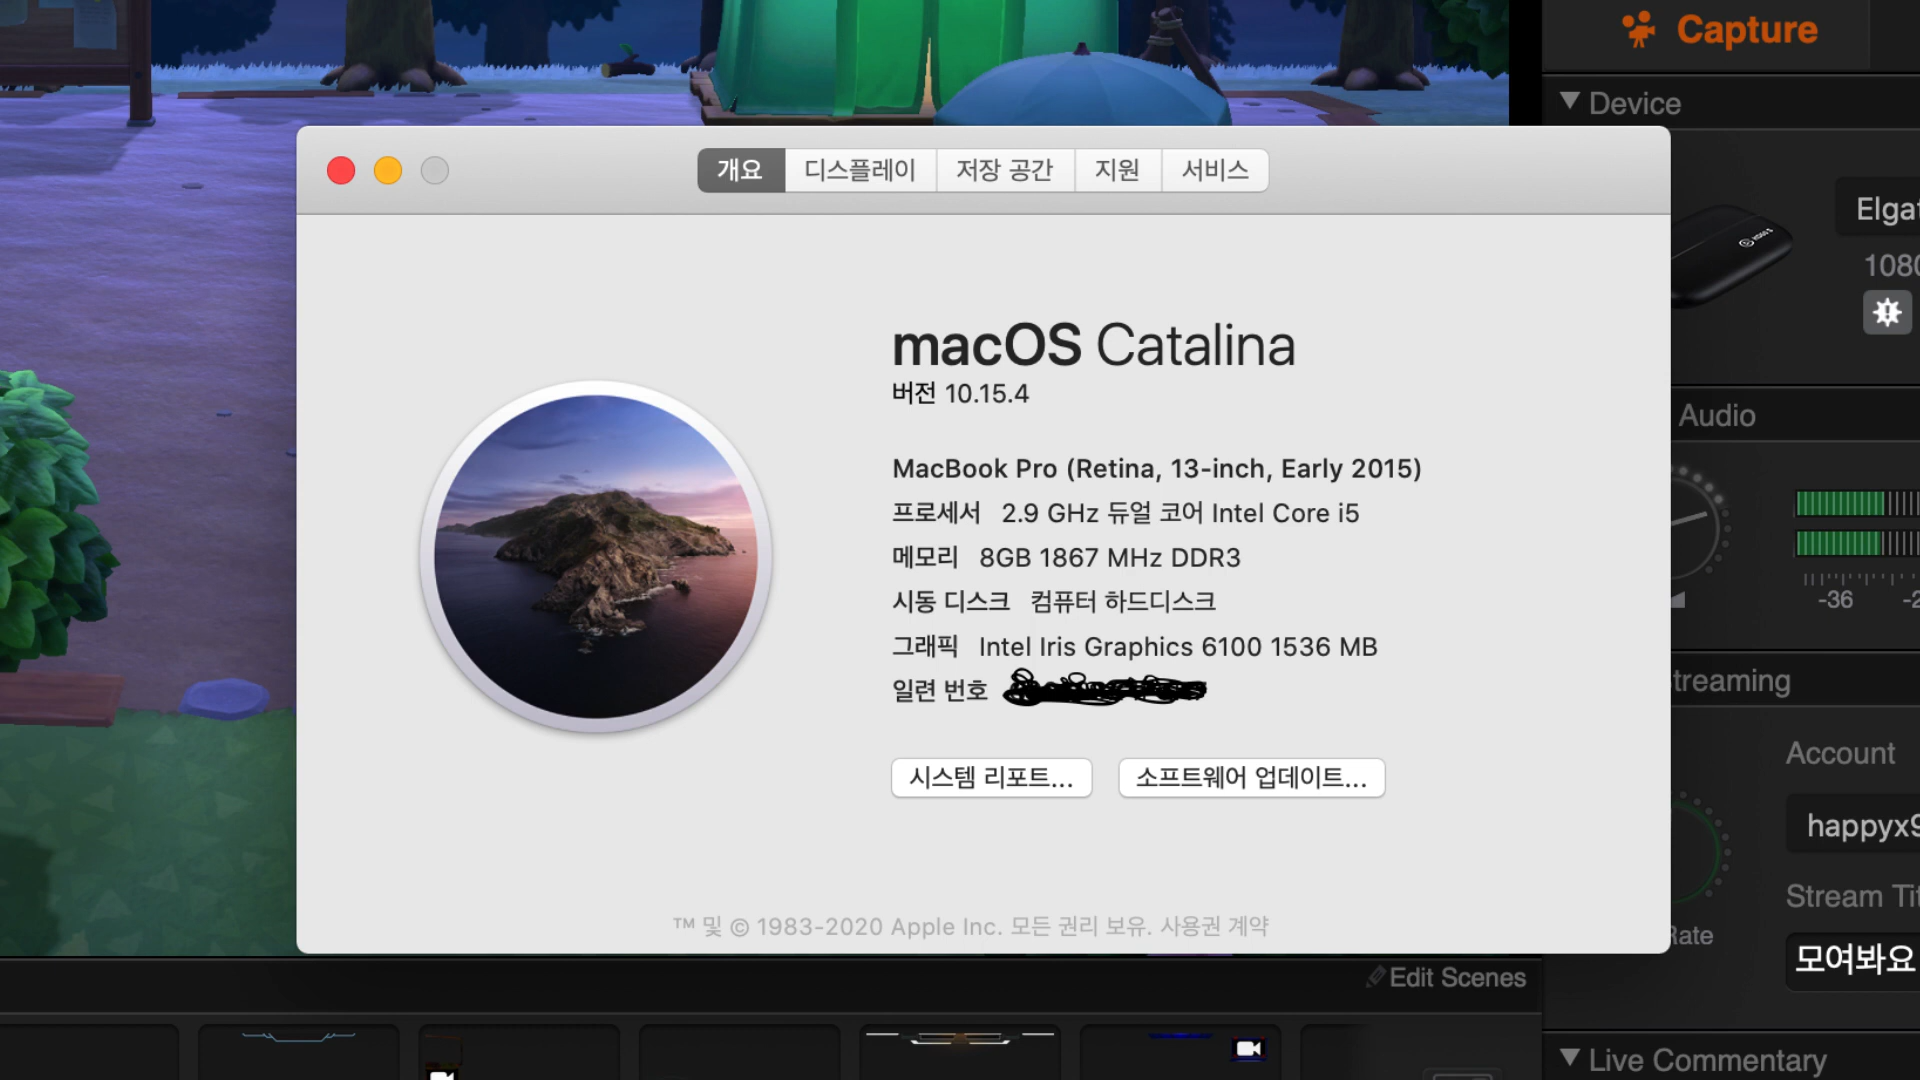 Capture
Device
개요 디스플레이 저장 공간 지원 서비스
1080
macOS Catalina
버전 10.15.4
Audio
MacBook Pro (Retina, 13-inch, Early 2015)
프로세서 2.9 GHz 듀얼 코어 Intel Core i5
메모리 8GB 1867 MHz DDR3
시동 디스크 컴퓨터 하드디스크
-36
그래픽 Intel Iris Graphics 6100 1536 MB
일련 번호
treaming
Account
시스템 리포트... 소프트웨어 업데이트...
happyx9
Stream Tit
™ 및 © 1983-2020 Apple Inc. 모든 권리 보유. 사용권 계약
Rate
모여봐요
Edit Scenes
Live Commentary